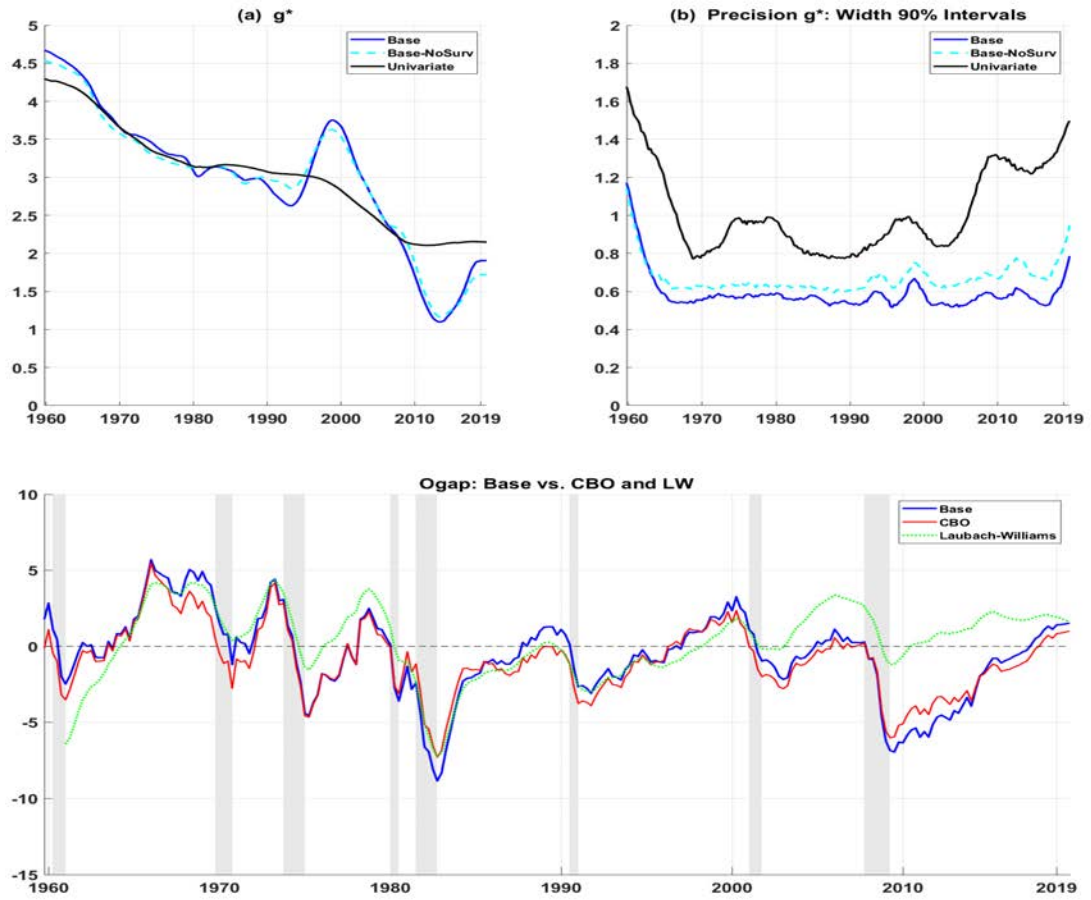 (a) g*
5
4.5
4
3.5
3
2.5
2
1.5
1
0.5
0
1960 1970 1980 1990 2000 2010 2019
Base
Base-NoSurv
Univariate
(b) Precision g*: Width 90% Intervals
2
1.8
1.6
1.4
1.2
1
0.8
0.6
0.4
0.2
0
1960 1970 1980 1990 2000 2010 2019
Base
Base-NoSurv
Univariate
Ogap: Base vs. CBO and LW
10
5
0
-5
-10
-15
1960 1970 1980 1990 2000 2010 2019
Base
CBO
Laubach-Williams